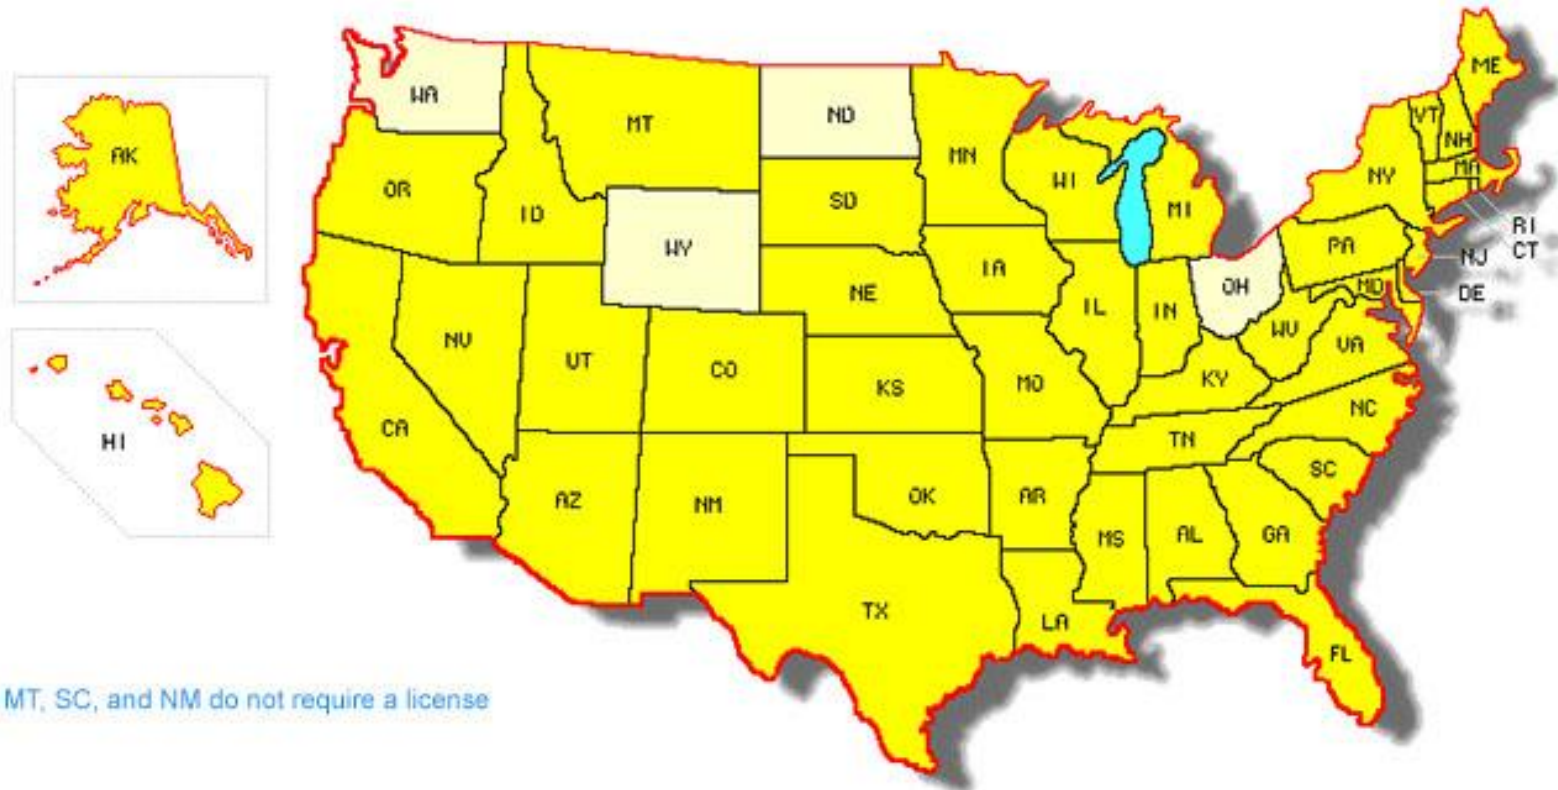 WA
MT
ND
MN
ME
VT
NH
AK
OR
ID
SD
WI
MI
NY
MA
RI
CT
WY
IA
PA
NJ
NE
OH
MD
DE
NV
UT
CO
KS
IL
IN
WV
VA
MO
KY
CA
NC
HI
TN
AZ
NM
OK
AR
SC
MS
AL
GA
TX
LA
FL
MT, SC, and NM do not require a license